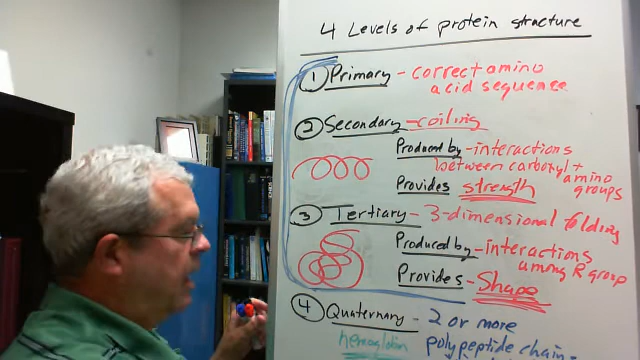 4 Levels of protein structure
① Primary - correct amino
acid sequence
② Secondary - coiling
Produced by - interactions
between carboxyl +
amino
groups
Provides strength
③ Tertiary - 3-dimensional folding
Produced by - interactions
among R group
Provides - Shape
④ Quaternary - 2 or more
hemoglobin polypeptide chain